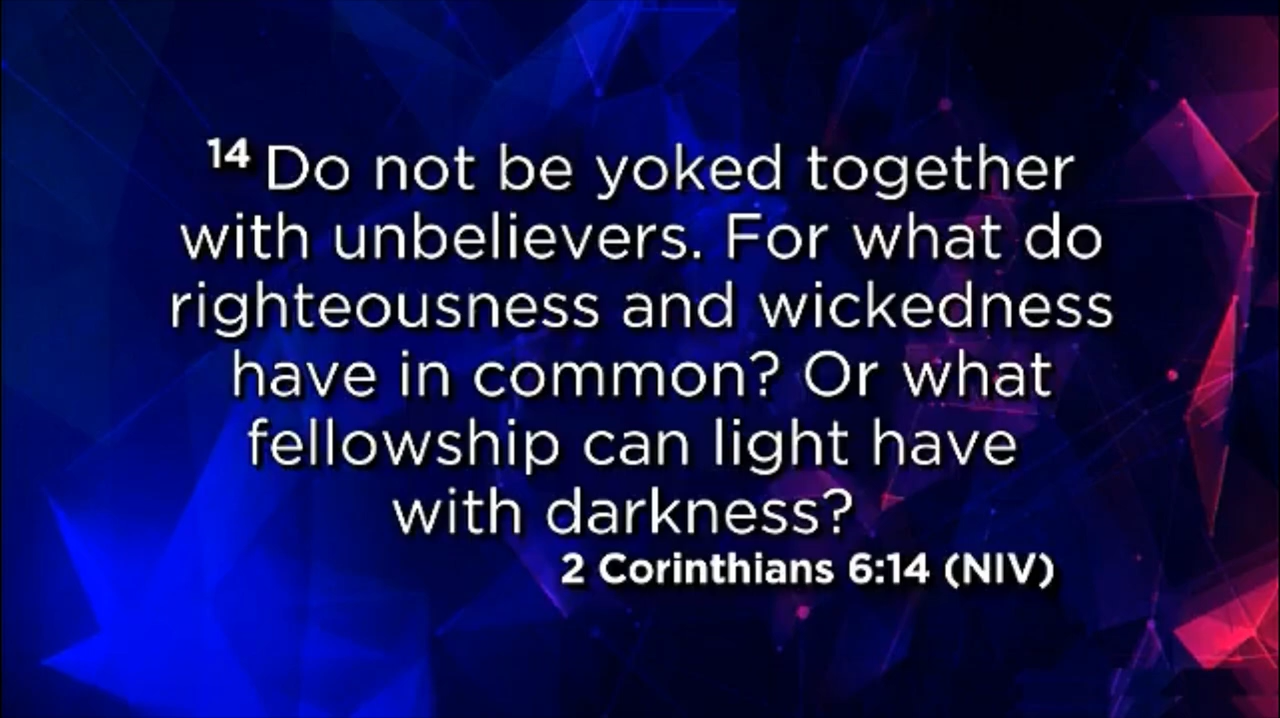 14 Do not be yoked together
with unbelievers. For what do
righteousness and wickedness
have in common? Or what
fellowship can light have
with darkness?
2 Corinthians 6:14 (NIV)